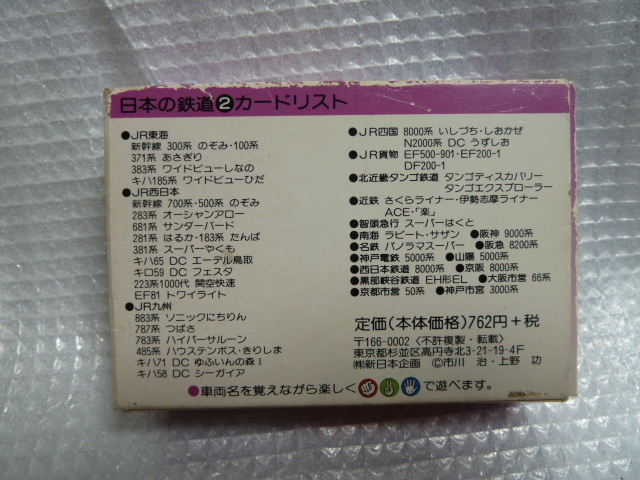 日本の鉄道❷カードリスト
●JR東海
新幹線 300系 のぞみ・100系
371系 あさぎり
383系 ワイドビューしなの
キハ185系 ワイドビューひだ
●JR西日本
新幹線 700系・500系 のぞみ
283系 オーシャンアロー
681系 サンダーバード
281系 はるか・183系 たんば
381系 スーパーやくも
キハ65 DC エーデル鳥取
キロ59 DC フェスタ
223系1000代 関空快速
EF81 トワイライト
●JR九州
883系 ソニックにちりん
787系 つばさ
783系 ハイパーサルーン
485系 ハウステンボス・きりしま
キハ71 DC ゆふいんの森Ⅰ
キハ58 DC シーガイア
●JR四国 8000系 いしづち・しおかぜ
N2000系 DC うずしお
●JR貨物 EF500-901・EF200-1
DF200-1
●北近畿タンゴ鉄道 タンゴディスカバリー
タンゴエクスプローラー
●近鉄 さくらライナー・伊勢志摩ライナー
ACE・「楽」
●智頭急行 スーパーはくと
●南海 ラピート・サザン ●阪神 9000系
●名鉄 パノラマスーパー ●阪急 8200系
●神戸電鉄 5000系 ●山陽 5000系
●西日本鉄道 8000系 ●京阪 8000系
●黒部峡谷鉄道 EH形EL ●大阪市営 66系
●京都市営 50系 ●神戸市営 3000系
定価(本体価格)762円+税
〒166-0002 〈不許複製・転載〉
東京都杉並区高円寺北3-21-19-4F
㈱新日本企画 Ⓒ市川 治・上野 功
●車両名を覚えながら楽しくで遊べます。